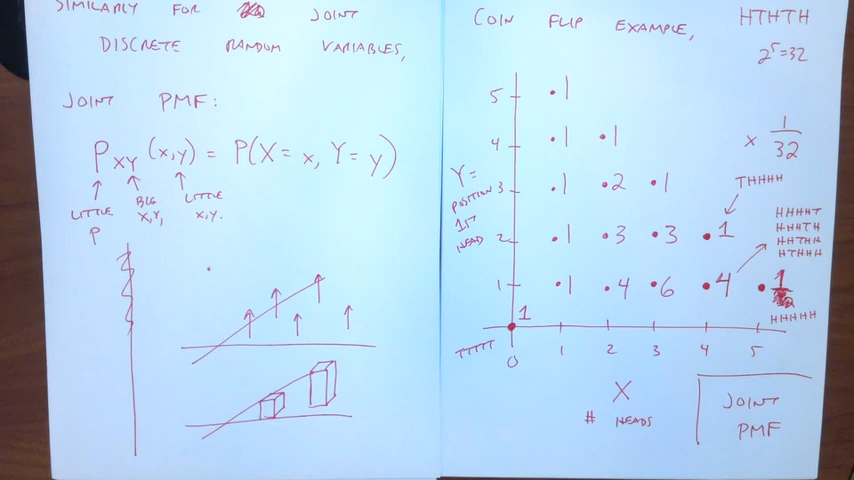 SIMILARLY FOR JOINT
DISCRETE RANDOM VARIABLES,
JOINT PMF:
P_XY (x,y) = P(X = x, Y = y)
LITTLE P
BIG X,Y,
LITTLE x,y.
COIN FLIP EXAMPLE, HTHTH
2^5=32
5 1
4 1 1
x 1/32
Y = POSITION 1ST HEAD
3 1 2 1
THHHH
2 1 3 3 1
HHHHT
HHHTH
HHTHH
HTHHH
1 1 4 6 4 1
HHHHH
1
TTTTT
0 1 2 3 4 5
X
# HEADS
JOINT
PMF